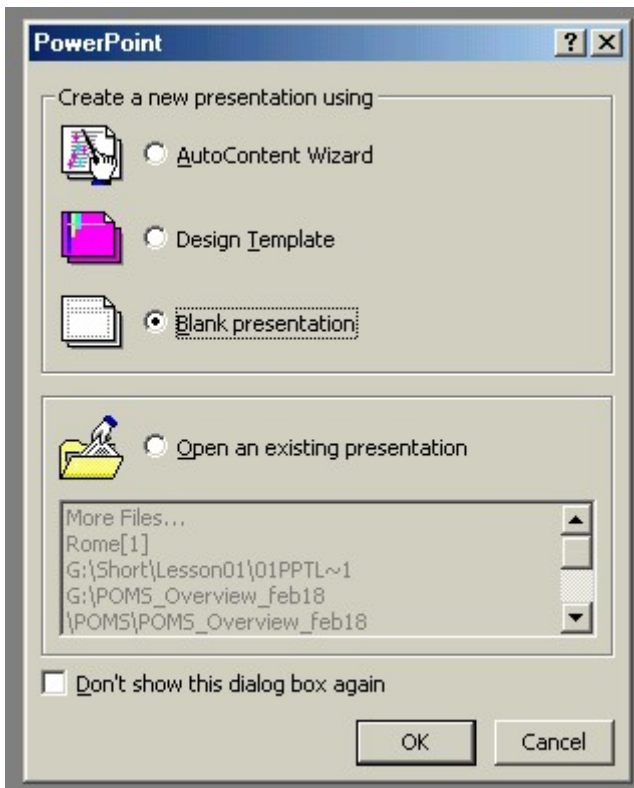 PowerPoint
Create a new presentation using
AutoContent Wizard
Design Template
Blank presentation
Open an existing presentation
More Files...
Rome[1]
G:\Short\Lesson01\01PPTL~1
G:\POMS_Overview_feb18
\POMS\POMS_Overview_feb18
Don't show this dialog box again
OK
Cancel